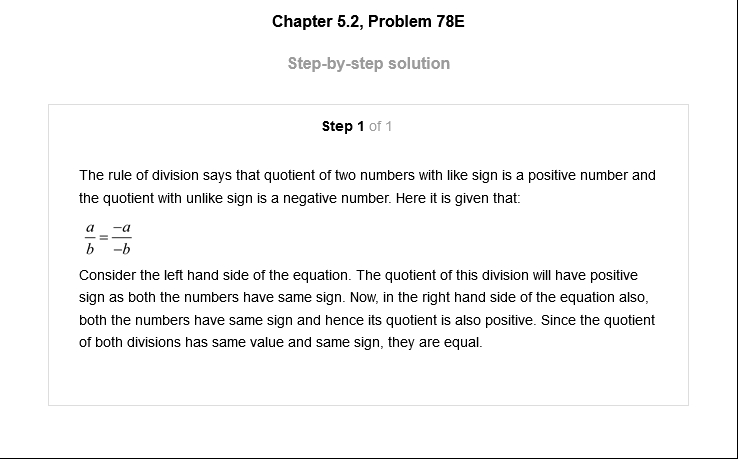 Chapter 5.2, Problem 78E
Step-by-step solution
Step 1 of 1
The rule of division says that quotient of two numbers with like sign is a positive number and
the quotient with unlike sign is a negative number. Here it is given that:
a/b = −a/−b
Consider the left hand side of the equation. The quotient of this division will have positive
sign as both the numbers have same sign. Now, in the right hand side of the equation also,
both the numbers have same sign and hence its quotient is also positive. Since the quotient
of both divisions has same value and same sign, they are equal.